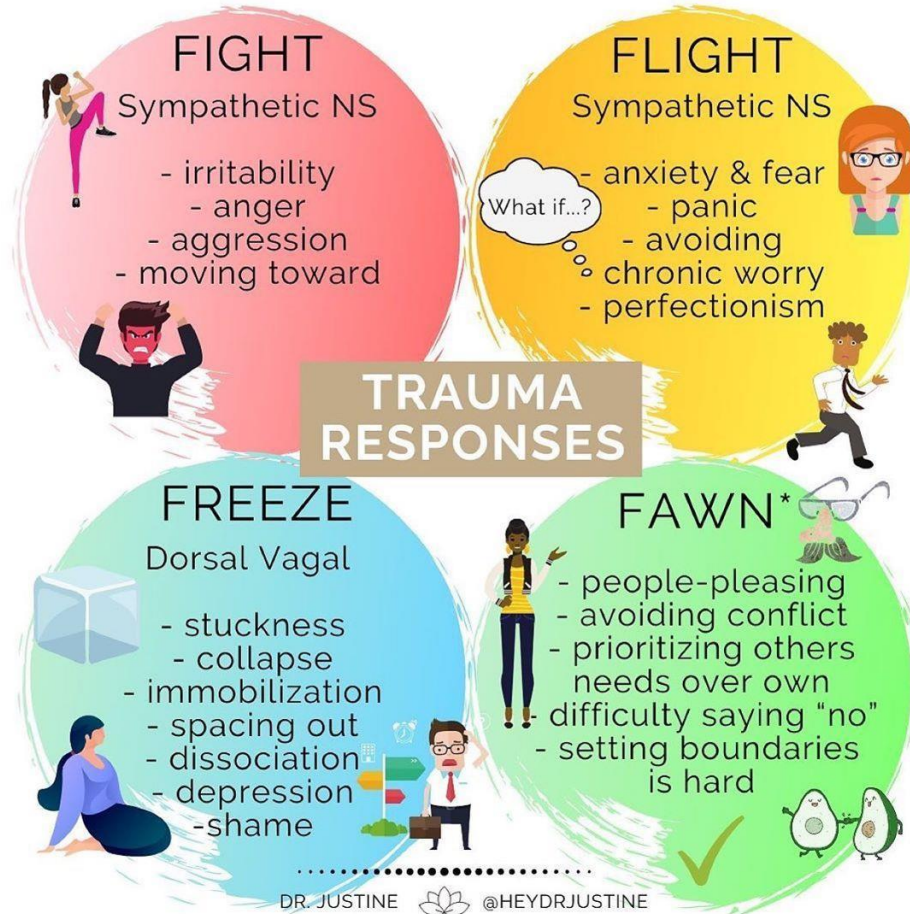 FIGHT
Sympathetic NS
- irritability
- anger
- aggression
- moving toward
FLIGHT
Sympathetic NS
What if...?
- anxiety & fear
- panic
- avoiding
- chronic worry
- perfectionism
TRAUMA
RESPONSES
FREEZE
Dorsal Vagal
- stuckness
- collapse
- immobilization
- spacing out
- dissociation
- depression
-shame
FAWN*
- people-pleasing
- avoiding conflict
- prioritizing others
needs over own
- difficulty saying "no"
- setting boundaries
is hard
DR. JUSTINE @HEYDRJUSTINE